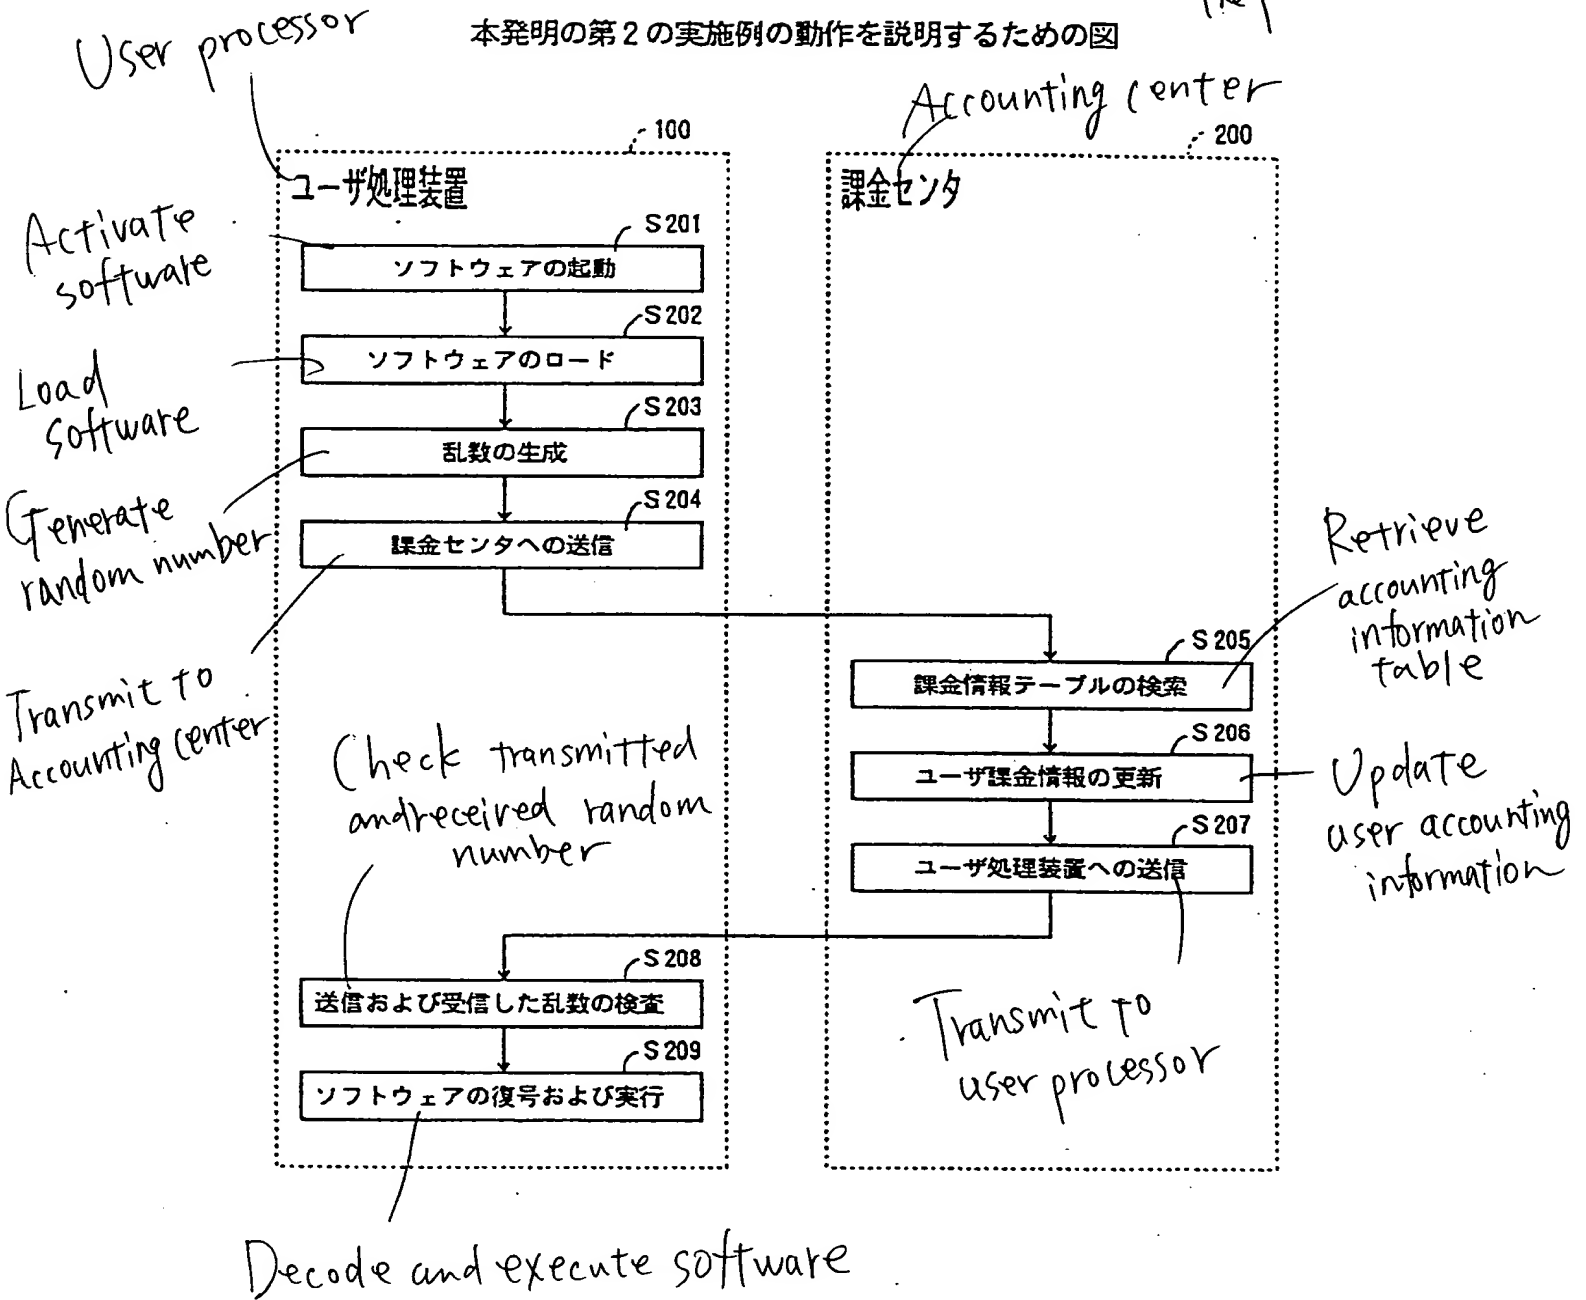 本発明の第2の実施例の動作を説明するための図
User processor
Accounting center
100
200
ユーザ処理装置
課金センタ
Activate
software
S201
ソフトウェアの起動
Load
software
S202
ソフトウェアのロード
Generate
random number
S203
乱数の生成
Transmit to
Accounting center
S204
課金センタへの送信
Retrieve
accounting
information
table
S205
課金情報テーブルの検索
Update
user accounting
information
S206
ユーザ課金情報の更新
S207
ユーザ処理装置への送信
Transmit to
user processor
Check transmitted
and received random
number
S208
送信および受信した乱数の検査
S209
ソフトウェアの復号および実行
Decode and execute software